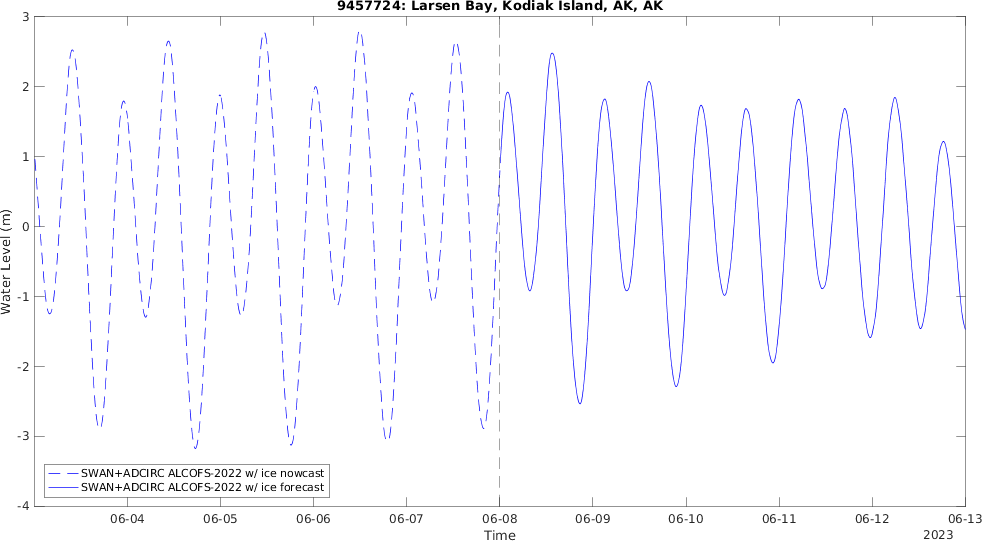 9457724: Larsen Bay, Kodiak Island, AK, AK
3
2
1
0
-1
-2
-3
-4
Water Level (m)
SWAN+ADCIRC ALCOFS-2022 w/ ice nowcast
SWAN+ADCIRC ALCOFS-2022 w/ ice forecast
06-04 06-05 06-06 06-07 06-08 06-09 06-10 06-11 06-12 06-13
Time
2023